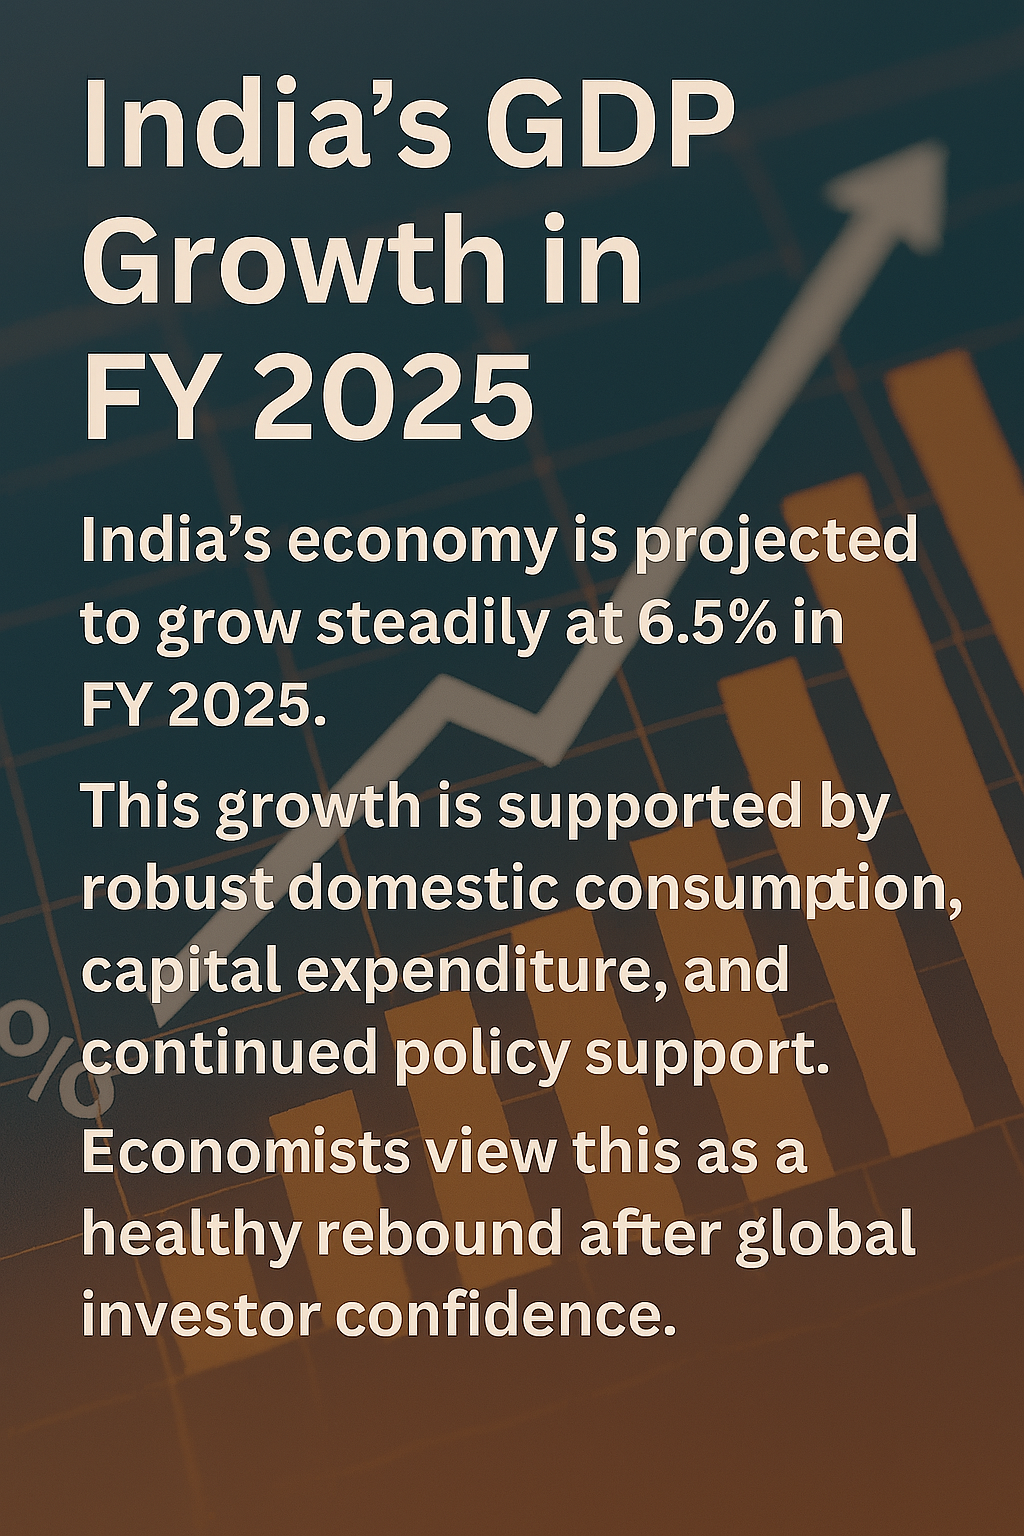 India’s GDP
Growth in
FY 2025
India’s economy is projected
to grow steadily at 6.5% in
FY 2025.
This growth is supported by
robust domestic consumption,
capital expenditure, and
continued policy support.
Economists view this as a
healthy rebound after global
investor confidence.
%